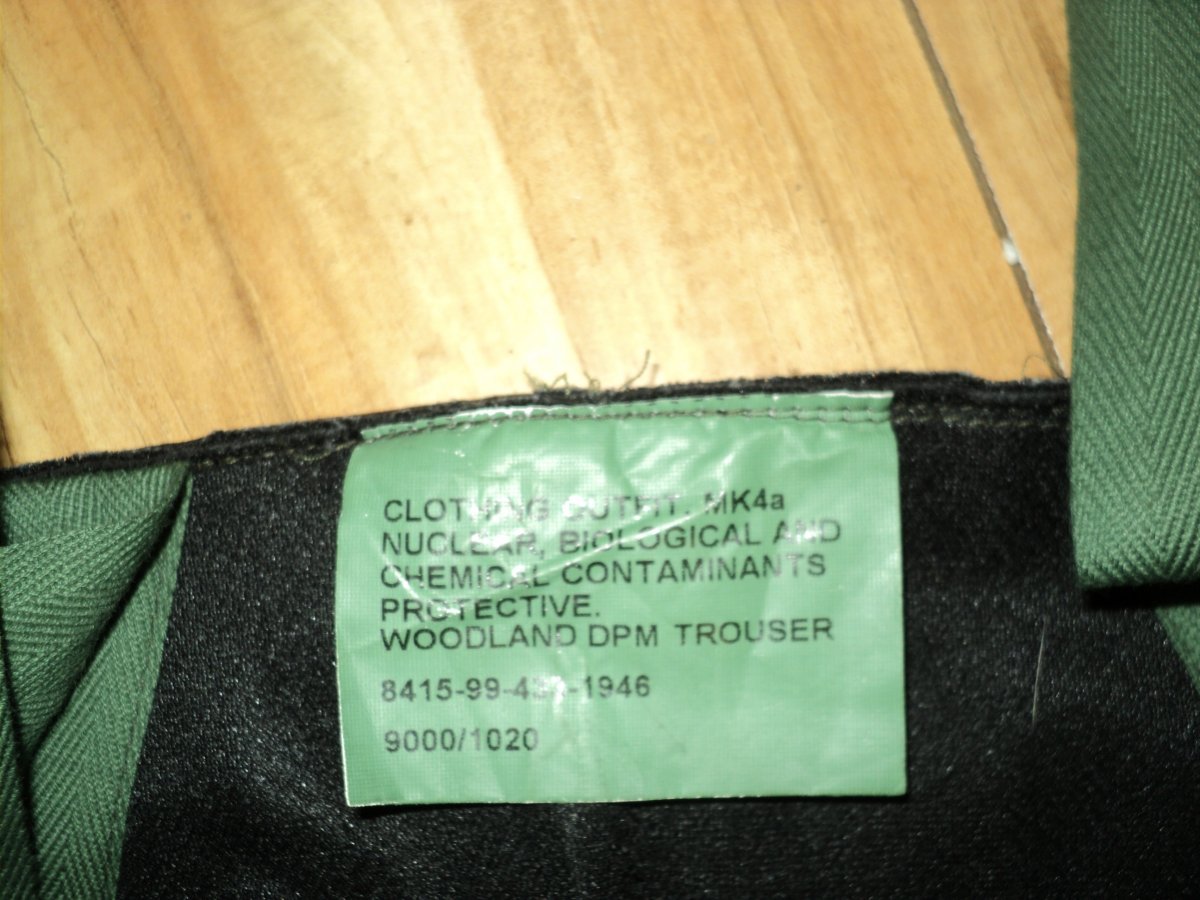 CLOTHING OUTFIT. MK4a
NUCLEAR, BIOLOGICAL AND
CHEMICAL CONTAMINANTS
PROTECTIVE.
WOODLAND DPM TROUSER
9000/1020